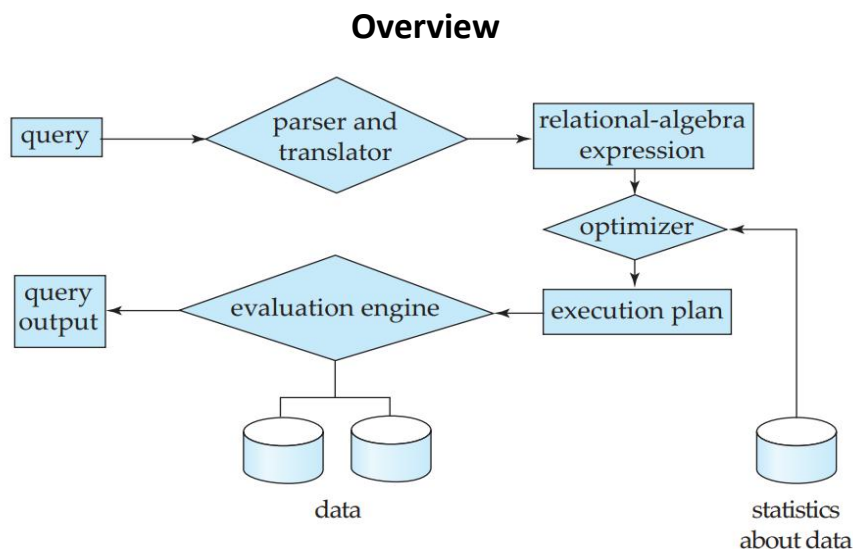 Overview
query
parser and
translator
relational-algebra
expression
optimizer
query
output
evaluation engine
execution plan
data
statistics
about data